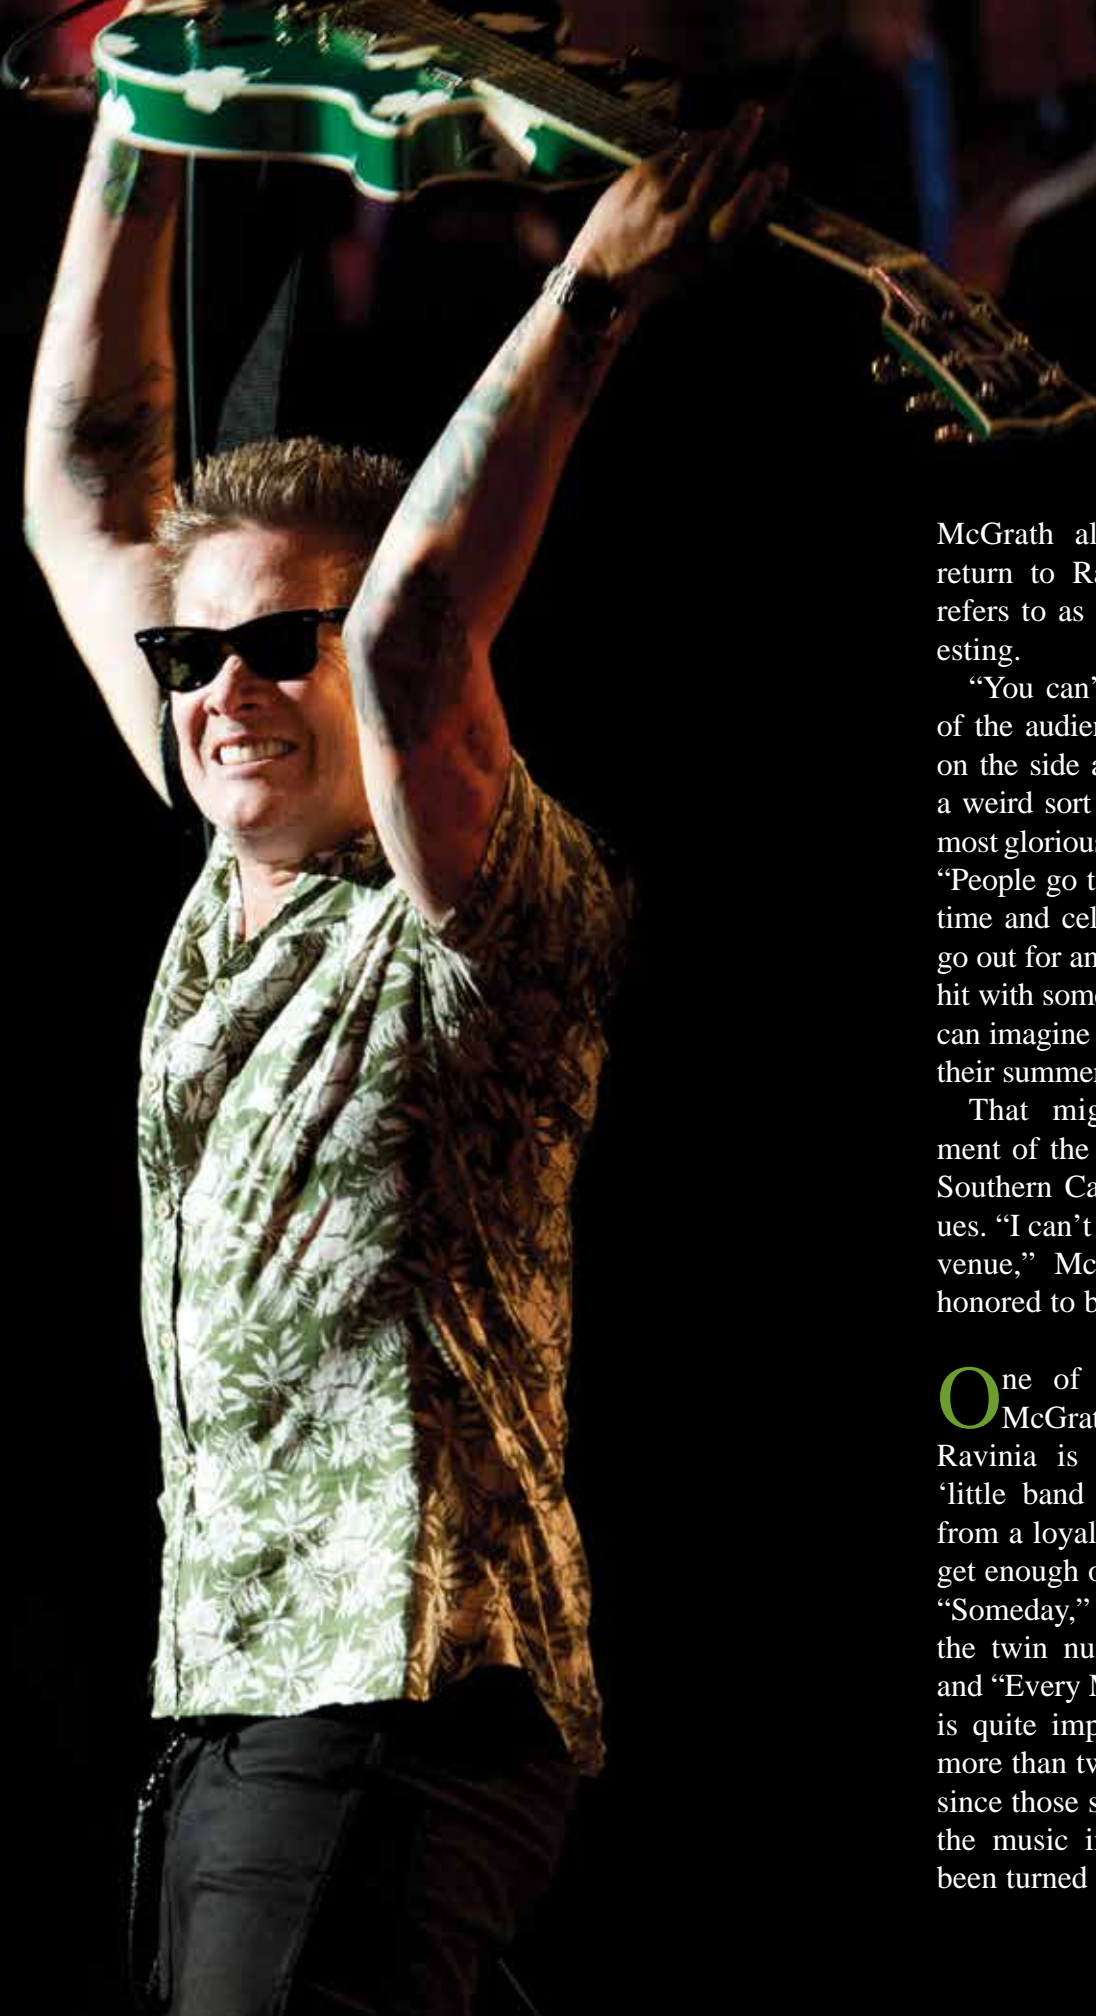 McGrath al
return to Ra
refers to as
esting.
“You can’
of the audie
on the side a
a weird sort
most glorious
“People go t
time and cel
go out for an
hit with some
can imagine
their summer
That mig
ment of the
Southern Ca
ues. “I can’t
venue,” Mc
honored to b
One of
McGrat
Ravinia is
‘little band
from a loyal
get enough o
“Someday,”
the twin nu
and “Every M
is quite imp
more than tw
since those s
the music i
been turned